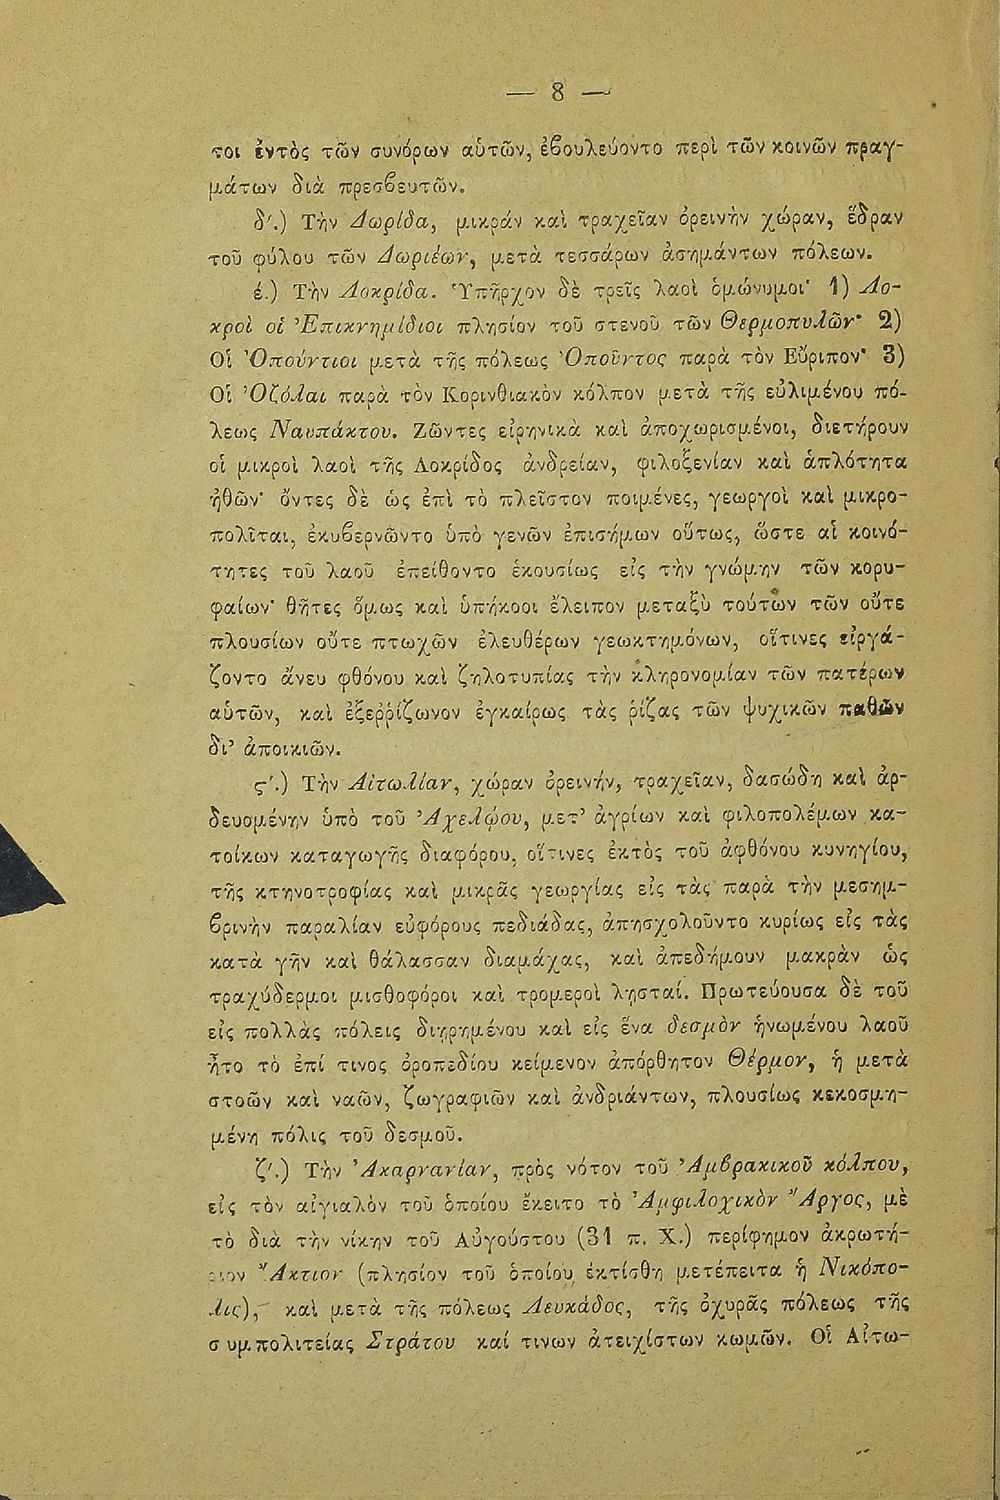 — 8 —
τοι ἐντὸς τῶν συνόρων αὑτῶν, ἐβουλεύοντο περὶ τῶν κοινῶν πραγ-
μάτων διὰ πρεσβευτῶν.
δ'.) Τὴν Δωρίδα, μικράν καὶ τραχεῖαν ὀρεινὴν χώραν, ἕδραν
τοῦ φύλου τῶν Δωριέων, μετὰ τεσσάρων ἀσημάντων πόλεων.
έ.) Τὴν Λοκρίδα. Ὑπῆρχον δὲ τρεῖς λαοὶ ὁμώνυμοι· 1) Λο-
κροὶ οἱ Ἐπικνημίδιοι πλησίον τοῦ στενοῦ τῶν Θερμοπυλῶν· 2)
Οἱ Ὀπούντιοι μετὰ τῆς πόλεως Ὀποῦντος παρὰ τὸν Εὔριπον· 3)
Οἱ Ὀζόλαι παρὰ τὸν Κορινθιακὸν κόλπον μετὰ τῆς εὐλιμένου πό-
λεως Ναυπάκτου. Ζῶντες εἰρηνικὰ καὶ ἀποχωρισμένοι, διετήρουν
οἱ μικροὶ λαοὶ τῆς Λοκρίδος ἀνδρείαν, φιλοξενίαν καὶ ἁπλότητα
ἠθῶν· ὄντες δὲ ὡς ἐπὶ τὸ πλεῖστον ποιμένες, γεωργοὶ καὶ μικρο-
πολῖται, ἐκυβερνῶντο ὑπὸ γενῶν ἐπισήμων οὕτως, ὥστε αἱ κοινό-
τητες τοῦ λαοῦ ἐπείθοντο ἑκουσίως εἰς τὴν γνώμην τῶν κορυ-
φαίων· θῆτες ὅμως καὶ ὑπήκοοι ἔλειπον μεταξὺ τούτων τῶν οὔτε
πλουσίων οὔτε πτωχῶν ἐλευθέρων γεωκτημόνων, οἵτινες εἰργά-
ζοντο ἄνευ φθόνου καὶ ζηλοτυπίας τὴν κληρονομίαν τῶν πατέρων
αὑτῶν, καὶ ἐξερῤίζωνον ἐγκαίρως τὰς ῥίζας τῶν ψυχικῶν παθῶν
δι' ἀποικιῶν.
ς'.) Τὴν Αἰτωλίαν, χώραν ὀρεινήν, τραχεῖαν, δασώδη καὶ ἀρ-
δευομένην ὑπὸ τοῦ Ἀχελῴου, μετ' ἀγρίων καὶ φιλοπολέμων κα-
τοίκων καταγωγῆς διαφόρου, οἵτινες ἐκτὸς τοῦ ἀφθόνου κυνηγίου,
τῆς κτηνοτροφίας καὶ μικρᾶς γεωργίας εἰς τὰς παρὰ τὴν μεσημ-
βρινὴν παραλίαν εὐφόρους πεδιάδας, ἀπησχολοῦντο κυρίως εἰς τὰς
κατὰ γῆν καὶ θάλασσαν διαμάχας, καὶ ἀπεδήμουν μακρὰν ὡς
τραχύδερμοι μισθοφόροι καὶ τρομεροὶ λησταί. Πρωτεύουσα δὲ τοῦ
εἰς πολλὰς πόλεις διῃρημένου καὶ εἰς ἕνα δεσμὸν ἡνωμένου λαοῦ
ἦτο τὸ ἐπί τινος ὀροπεδίου κείμενον ἀπόρθητον Θέρμον, ἡ μετὰ
στοῶν καὶ ναῶν, ζωγραφιῶν καὶ ἀνδριάντων, πλουσίως κεκοσμη-
μένη πόλις τοῦ δεσμοῦ.
ζ'.) Τὴν Ἀκαρνανίαν, πρὸς νότον τοῦ Ἀμβρακικοῦ κόλπου,
εἰς τὸν αἰγιαλὸν τοῦ ὁποίου ἔκειτο τὸ Ἀμφιλοχικὸν Ἄργος, μὲ
τὸ διὰ τὴν νίκην τοῦ Αὐγούστου (31 π. Χ.) περίφημον ἀκρωτή-
ριον Ἄκτιον (πλησίον τοῦ ὁποίου ἐκτίσθη μετέπειτα ἡ Νικόπο-
λις), καὶ μετὰ τῆς πόλεως Λευκάδος, τῆς ὀχυρᾶς πόλεως τῆς
συμπολιτείας Στράτου καί τινων ἀτειχίστων κωμῶν. Οἱ Αἰτω-